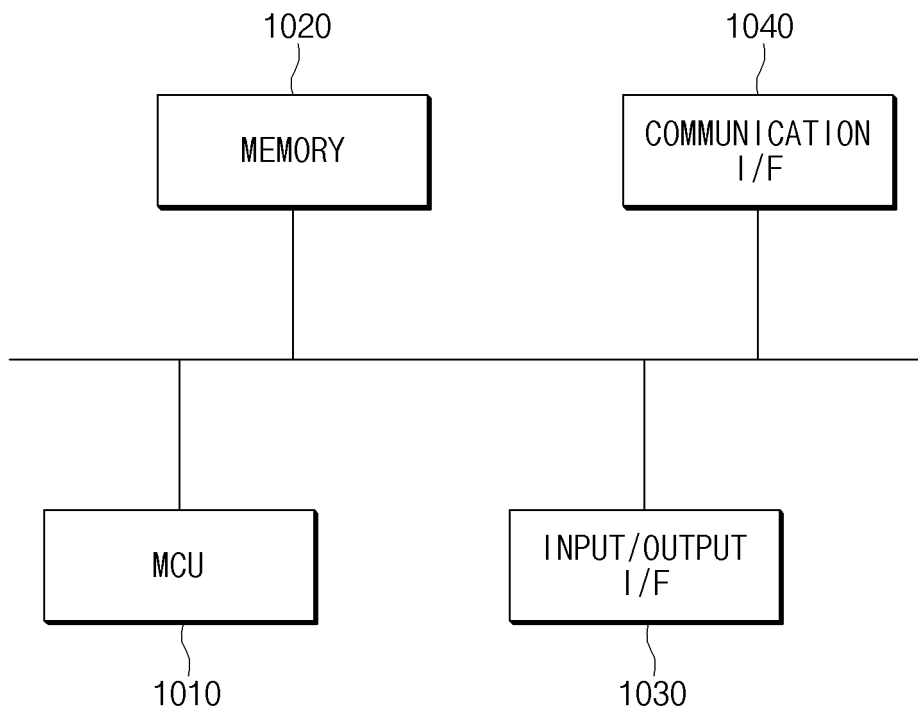 1020
1040
MEMORY
COMMUNICATION
I/F
MCU
INPUT/OUTPUT
I/F
1010
1030